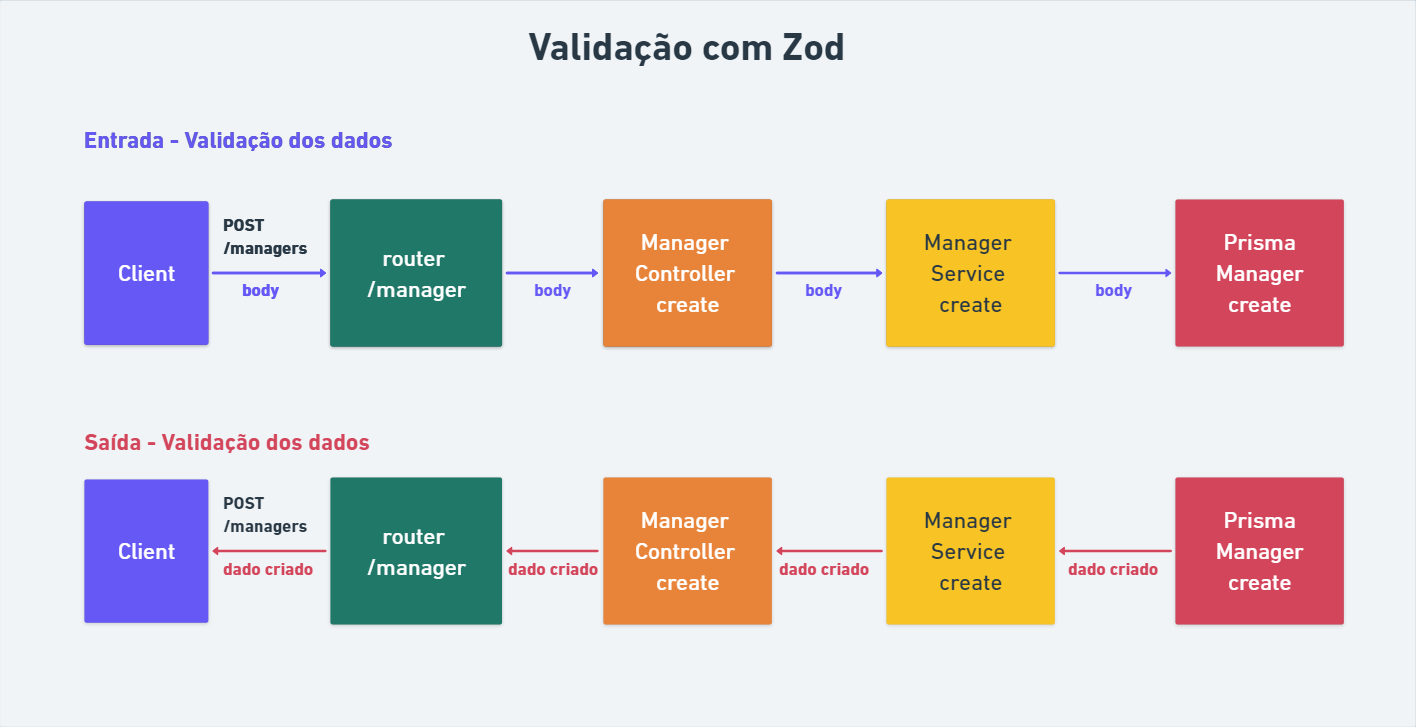 Validação com Zod
Entrada - Validação dos dados
Client
POST
/managers
body
router
/manager
body
Manager
Controller
create
body
Manager
Service
create
body
Prisma
Manager
create
Saída - Validação dos dados
Client
POST
/managers
dado criado
router
/manager
dado criado
Manager
Controller
create
dado criado
Manager
Service
create
dado criado
Prisma
Manager
create